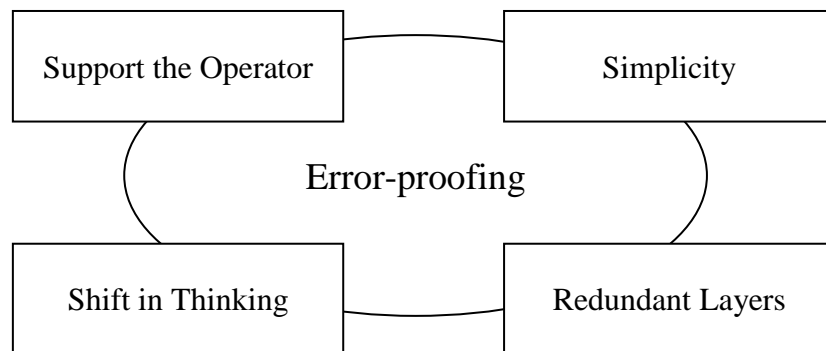 Support the Operator
Simplicity
Error-proofing
Shift in Thinking
Redundant Layers